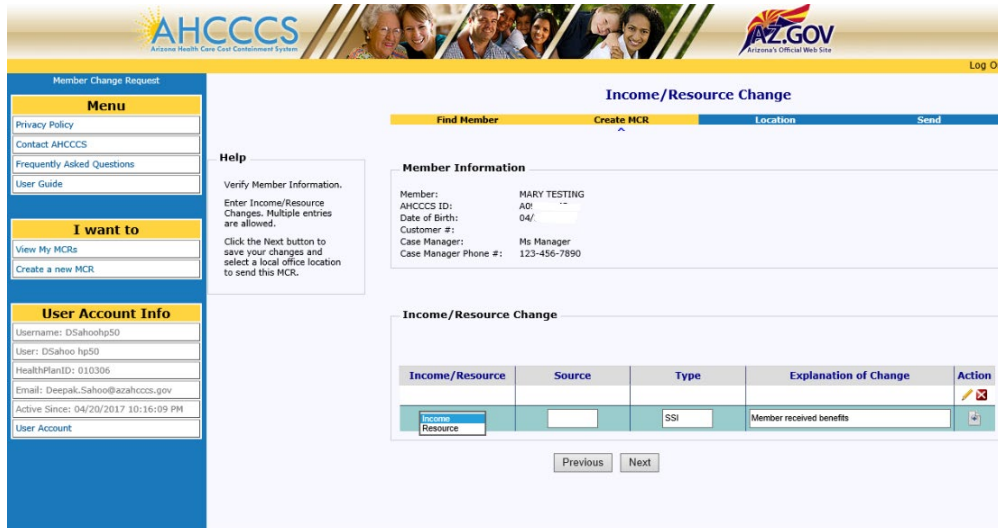 AHCCCS
Arizona Health Care Cost Containment System
AZ.GOV
Arizona's Official Web Site
Log O
Member Change Request
Menu
Privacy Policy
Contact AHCCCS
Frequently Asked Questions
User Guide
I want to
View My MCRs
Create a new MCR
User Account Info
Username: DSahoohp50
User: DSahoo hp50
HealthPlanID: 010306
Email: Deepak.Sahoo@azahcccs.gov
Active Since: 04/20/2017 10:16:09 PM
User Account
Help
Verify Member Information.
Enter Income/Resource
Changes. Multiple entries
are allowed.
Click the Next button to
save your changes and
select a local office location
to send this MCR.
Income/Resource Change
Find Member Create MCR Location Send
Member Information
Member: MARY TESTING
AHCCCS ID:
Date of Birth: 04/
Customer #:
Case Manager: Ms Manager
Case Manager Phone #: 123-456-7890
Income/Resource Change
Income/Resource Source Type Explanation of Change Action
Income SSI Member received benefits
Resource
Previous Next